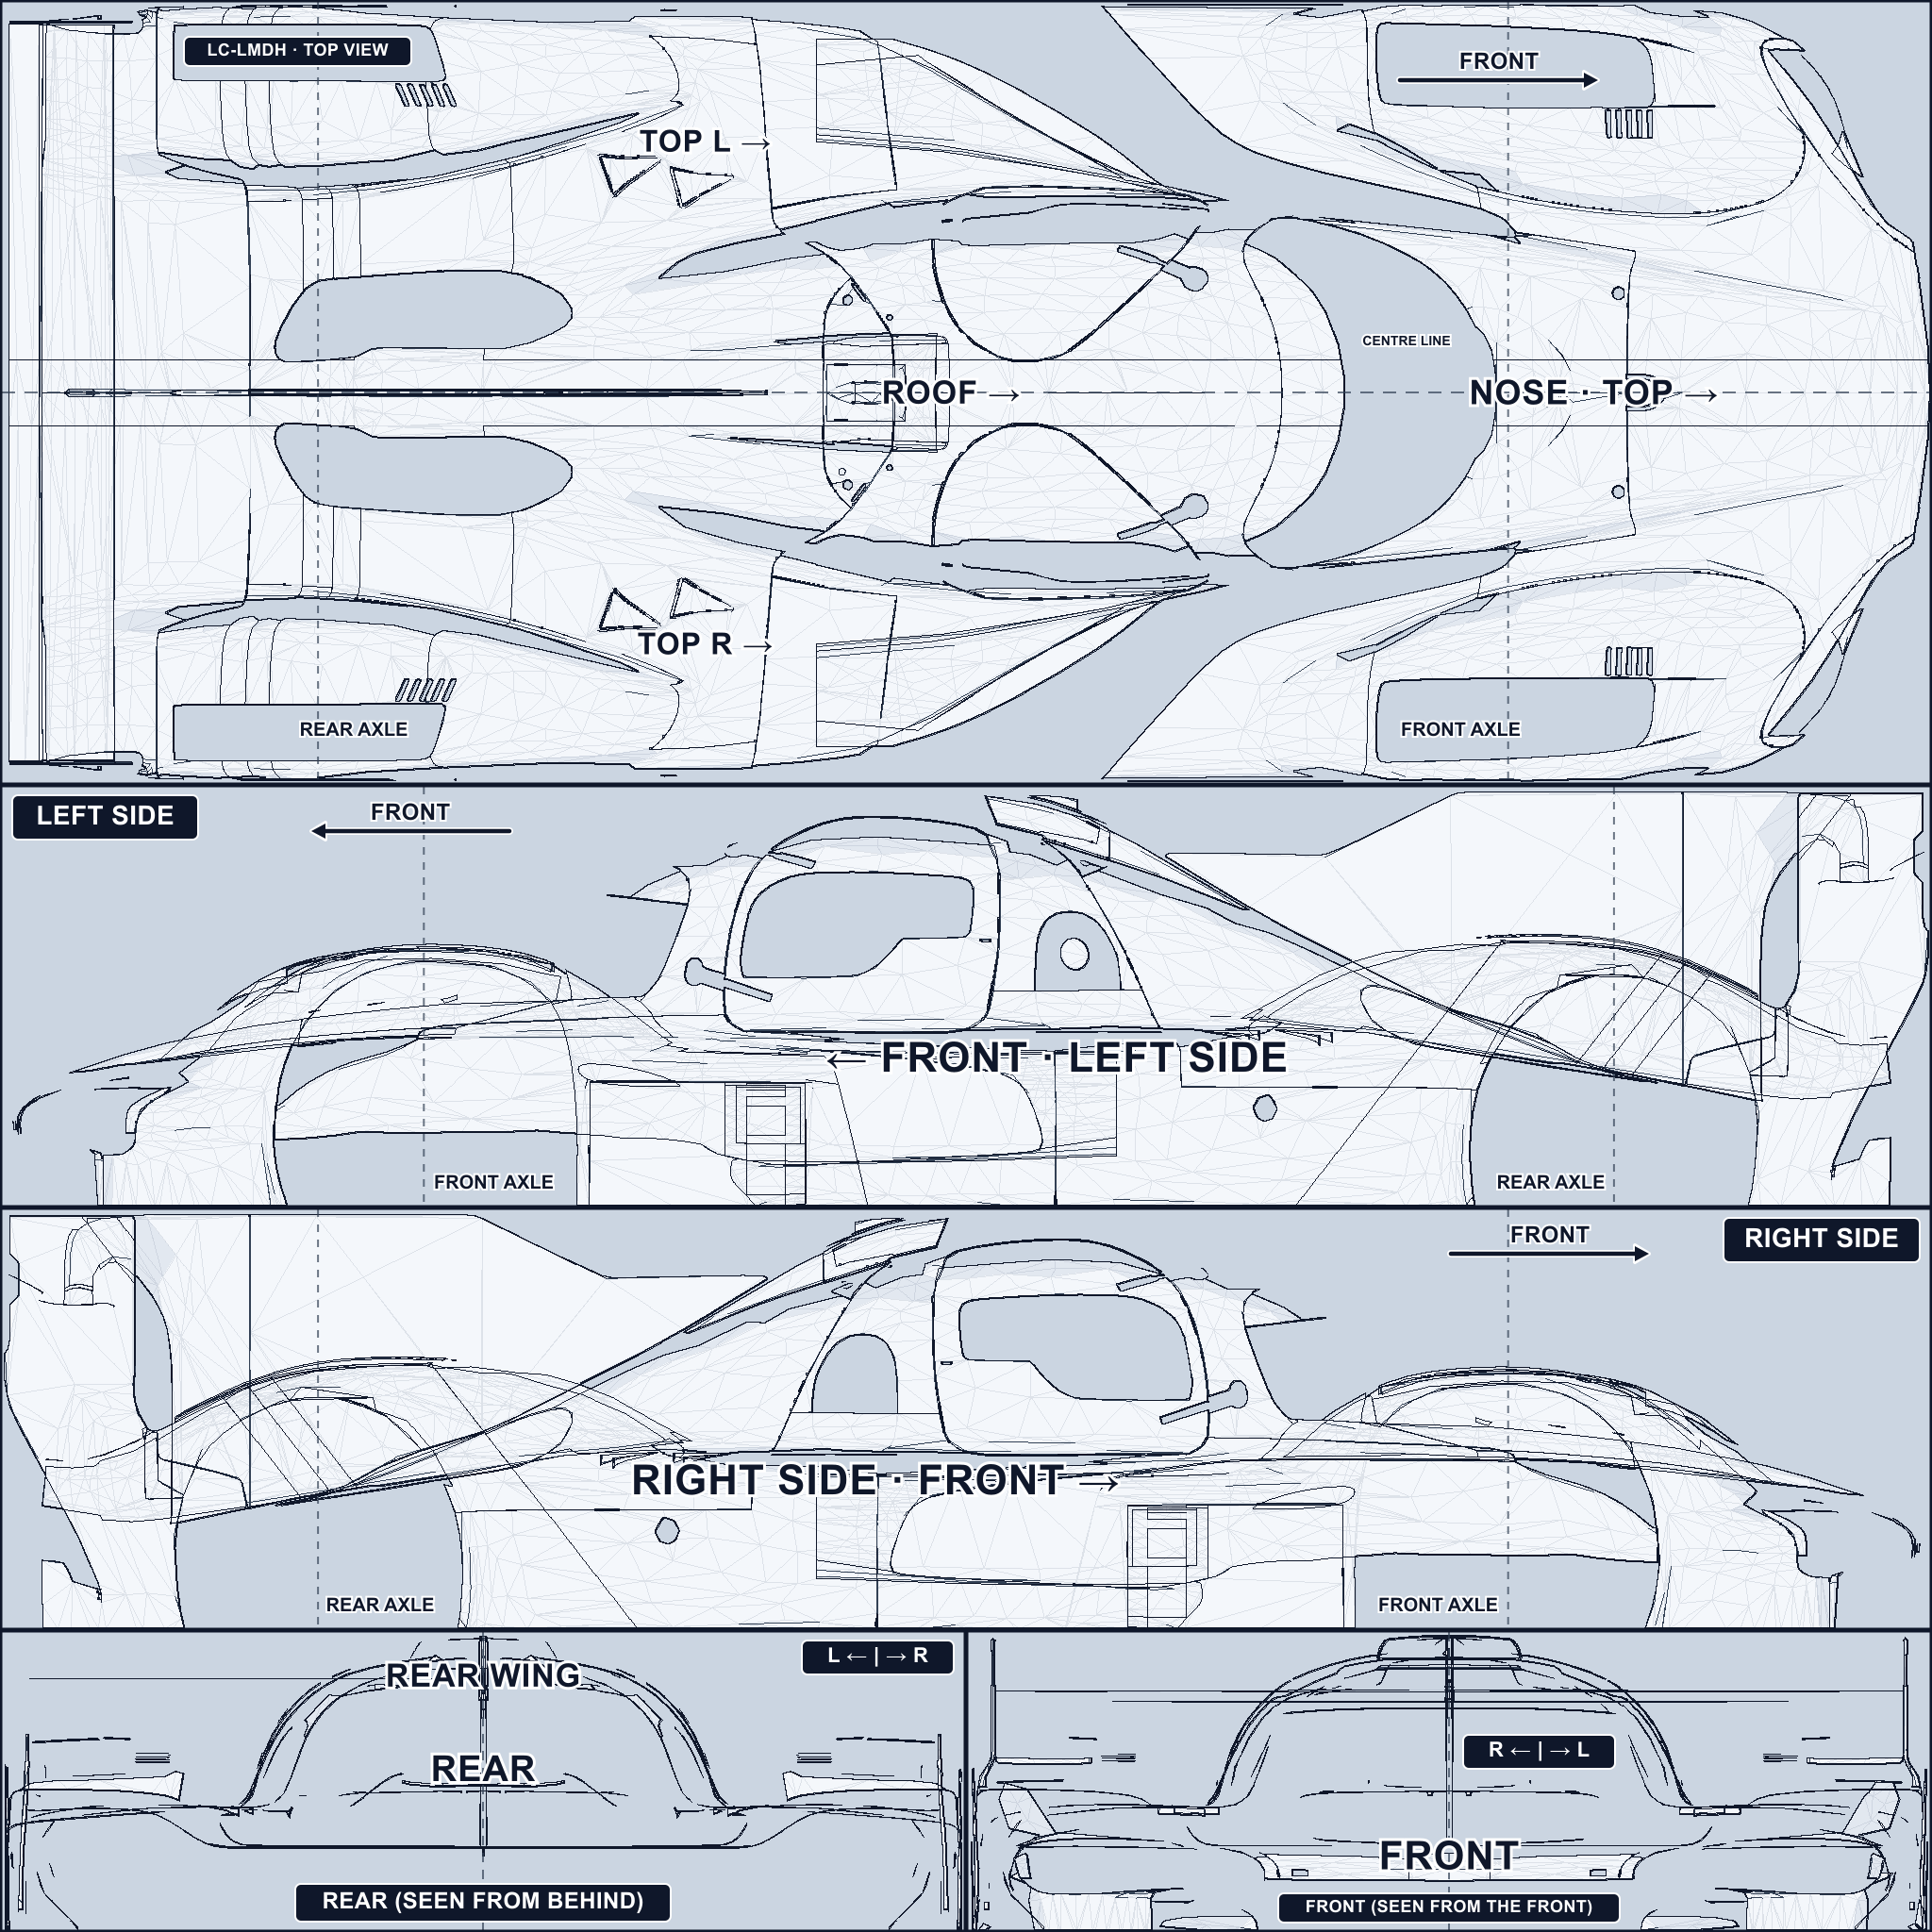 LC-LMDH · TOP VIEW
FRONT
TOP L →
CENTRE LINE
ROOF →
NOSE · TOP →
TOP R →
REAR AXLE
FRONT AXLE
LEFT SIDE
FRONT
← FRONT · LEFT SIDE
FRONT AXLE
REAR AXLE
FRONT
RIGHT SIDE
RIGHT SIDE · FRONT →
REAR AXLE
FRONT AXLE
L ← | → R
REAR WING
REAR
REAR (SEEN FROM BEHIND)
R ← | → L
FRONT
FRONT (SEEN FROM THE FRONT)